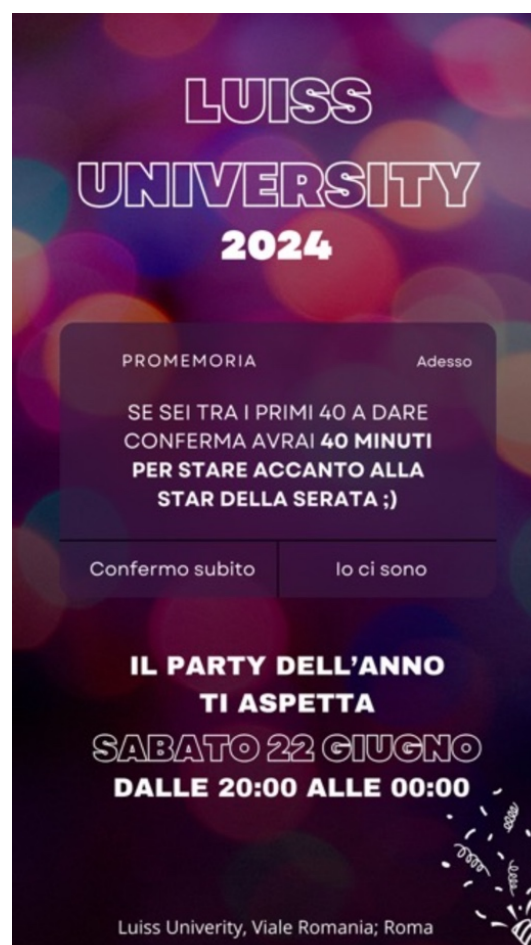 LUISS
UNIVERSITY
2024
PROMEMORIA
Adesso
SE SEI TRA I PRIMI 40 A DARE
CONFERMA AVRAI 40 MINUTI
PER STARE ACCANTO ALLA
STAR DELLA SERATA ;)
Confermo subito
Io ci sono
IL PARTY DELL'ANNO
TI ASPETTA
SABATO 22 GIUGNO
DALLE 20:00 ALLE 00:00
Luiss Univerity, Viale Romania; Roma